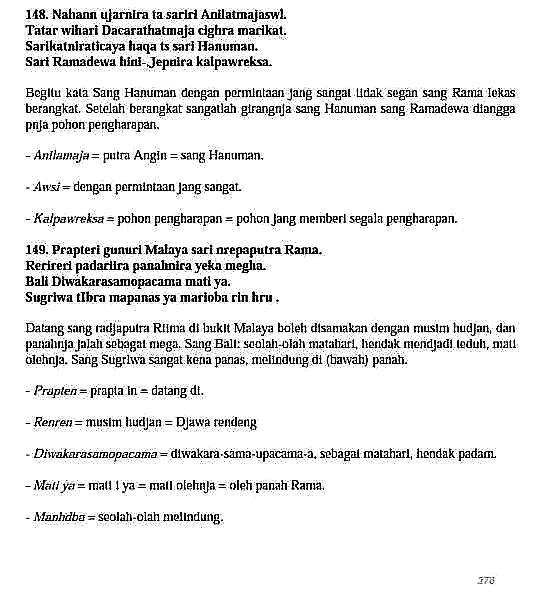 148. Nahann ujarnira ta sariri Anilatmajaswi.
Tatar wihari Dacarathatmaja cighra marikat.
Sarikatniraticaya haqa ts sari Hanuman.
Sari Ramadewa hini-Jepnira kalpawreksa.
Begitu kata Sang Hanuman dengan permintaan jang sangat tidak segan sang Rama lekas
berangkat. Setelah berangkat sangatlah girangnja sang Hanuman sang Ramadewa diangga
pnja pohon pengharapan.
- Anilamaja = putra Angin = sang Hanuman.
- Awsi = dengan permintaan jang sangat.
- Kalpawreksa = pohon pengharapan = pohon jang memberi segala pengharapan.
149. Prapteri gunuri Malaya sari nrepaputra Rama.
Rerireri padariira panahnira yeka megha.
Bali Diwakarasamopacama mati ya.
Sugriwa tIbra mapanas ya marioba rin hru .
Datang sang radjaputra Riima di bukit Malaya boleh disamakan dengan musim hudjan, dan
panahnja jalah sebagai mega. Sang Bali: seolah-olah matahari, hendak mendjadi teduh, mati
olehnja. Sang Sugriwa sangat kena panas, melindung di (bawah) panah.
- Prapten = prapta in = datang di.
- Renren = musim hudjan = Djawa rendeng
- Diwakarasamopacama = diwakara-sama-upacama-a, sebagai matahari, hendak padam.
- Mati ya = mati i ya = mati olehnja = oleh panah Rama.
- Manhdba = seolah-olah melindung.
378